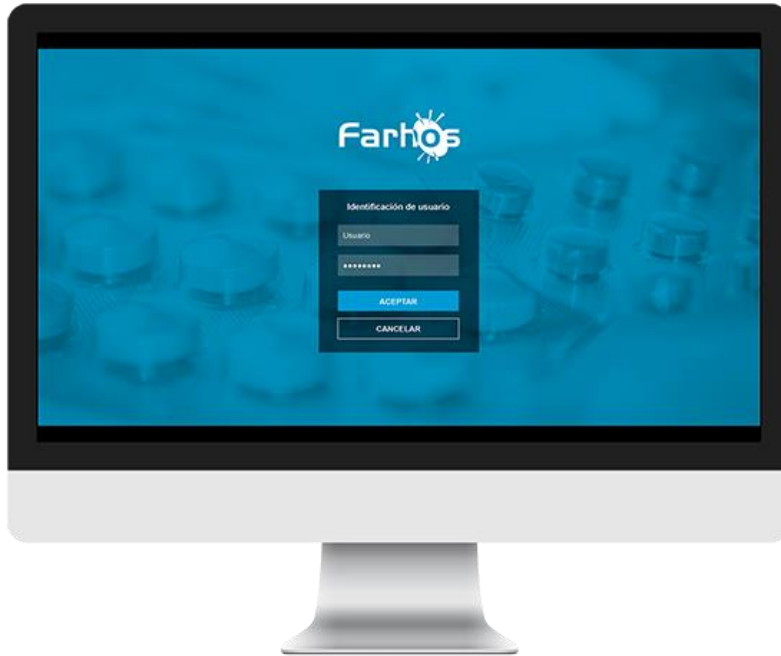 Farhos
Identificación de usuario
Usuario
••••••••
ACEPTAR
CANCELAR